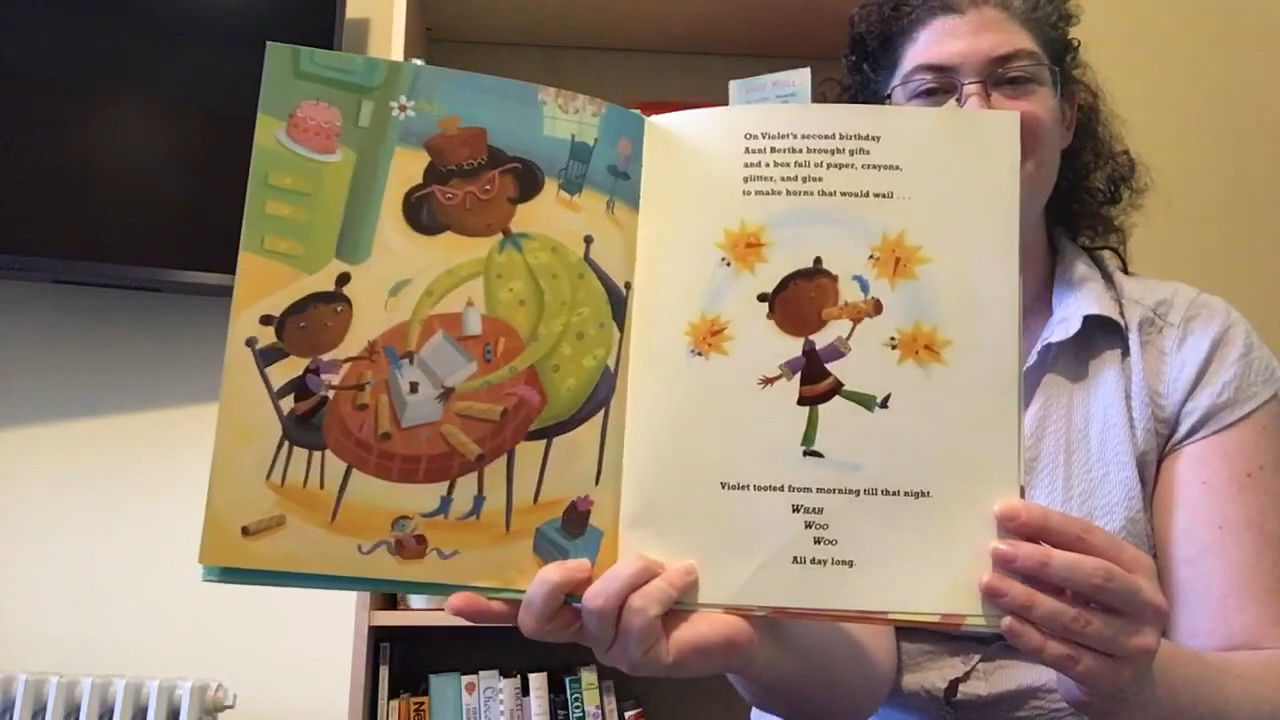 On Violet's second birthday
Aunt Bertha brought gifts
and a box full of paper, crayons,
glitter, and glue
to make horns that would wail . . .
Violet tooted from morning till that night.
WHAH
WOO
WOO
All day long.